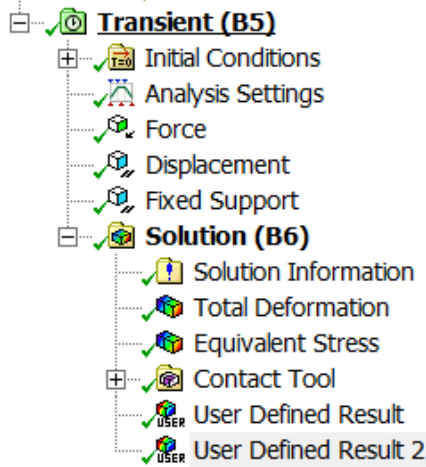 Transient (B5)
Initial Conditions
Analysis Settings
Force
Displacement
Fixed Support
Solution (B6)
Solution Information
Total Deformation
Equivalent Stress
Contact Tool
User Defined Result
User Defined Result 2